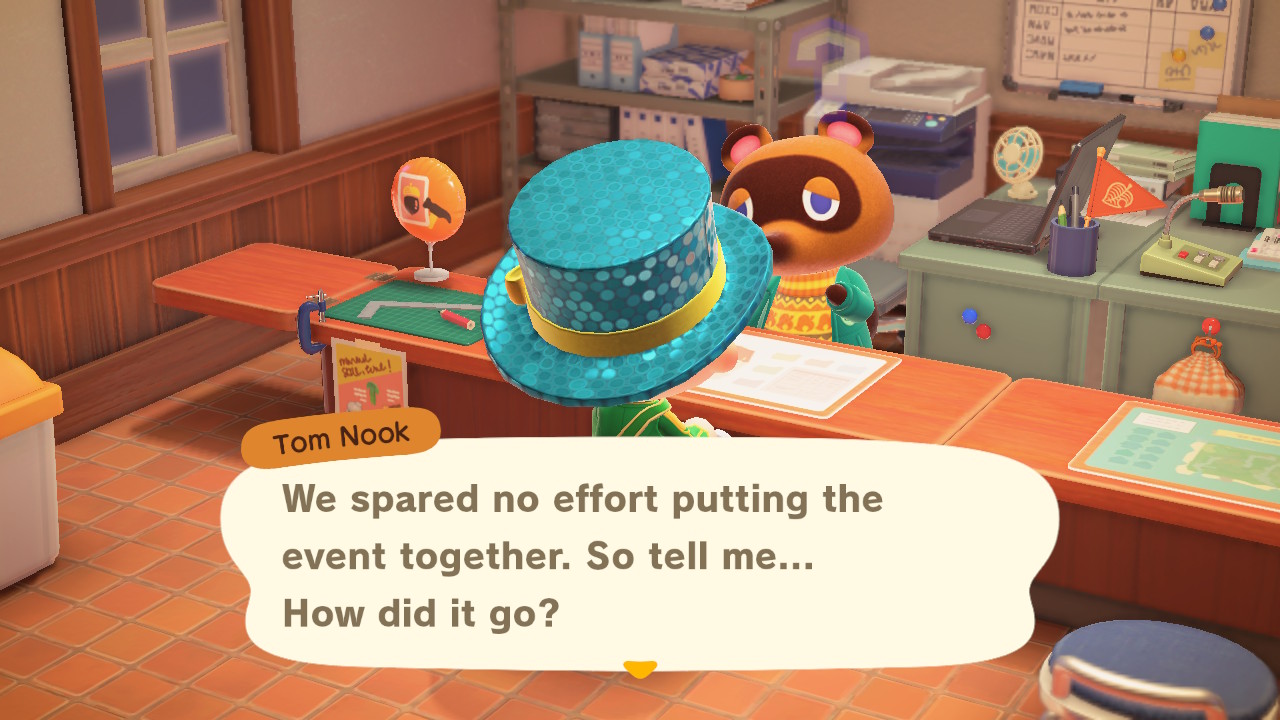 Tom Nook
We spared no effort putting the
event together. So tell me...
How did it go?